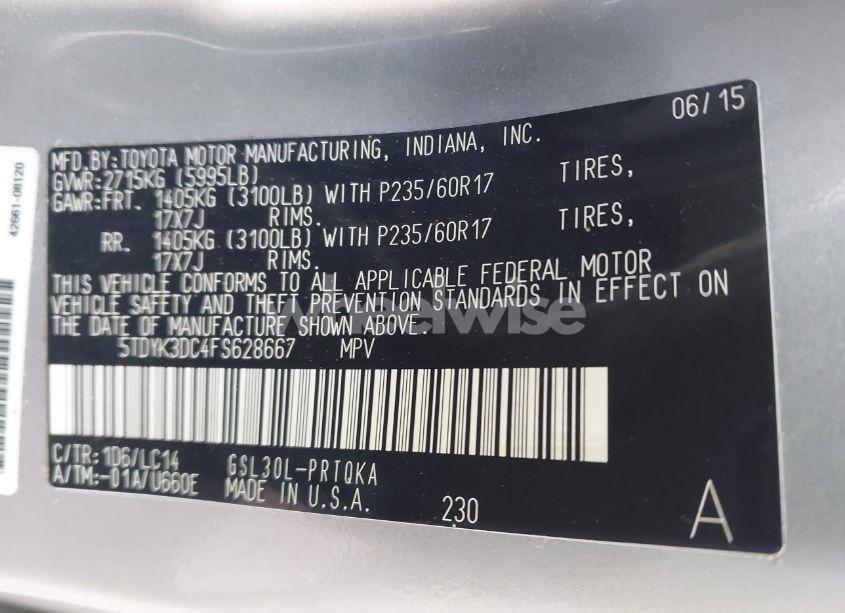 06/15
MFD.BY:TOYOTA MOTOR MANUFACTURING, INDIANA, INC.
GVWR:2715KG (5995LB)
GAWR:FRT. 1405KG (3100LB) WITH P235/60R17 TIRES,
17X7J RIMS.
RR. 1405KG (3100LB) WITH P235/60R17 TIRES,
17X7J RIMS.
THIS VEHICLE CONFORMS TO ALL APPLICABLE FEDERAL MOTOR
VEHICLE SAFETY AND THEFT PREVENTION STANDARDS IN EFFECT ON
THE DATE OF MANUFACTURE SHOWN ABOVE.
5TDYK3DC4FS628667 MPV
C/TR:1D6/LC14 GSL30L-PRTQKA
A/TM:-01A/U660E MADE IN U.S.A.
230
A
42661-08120
wheelwise